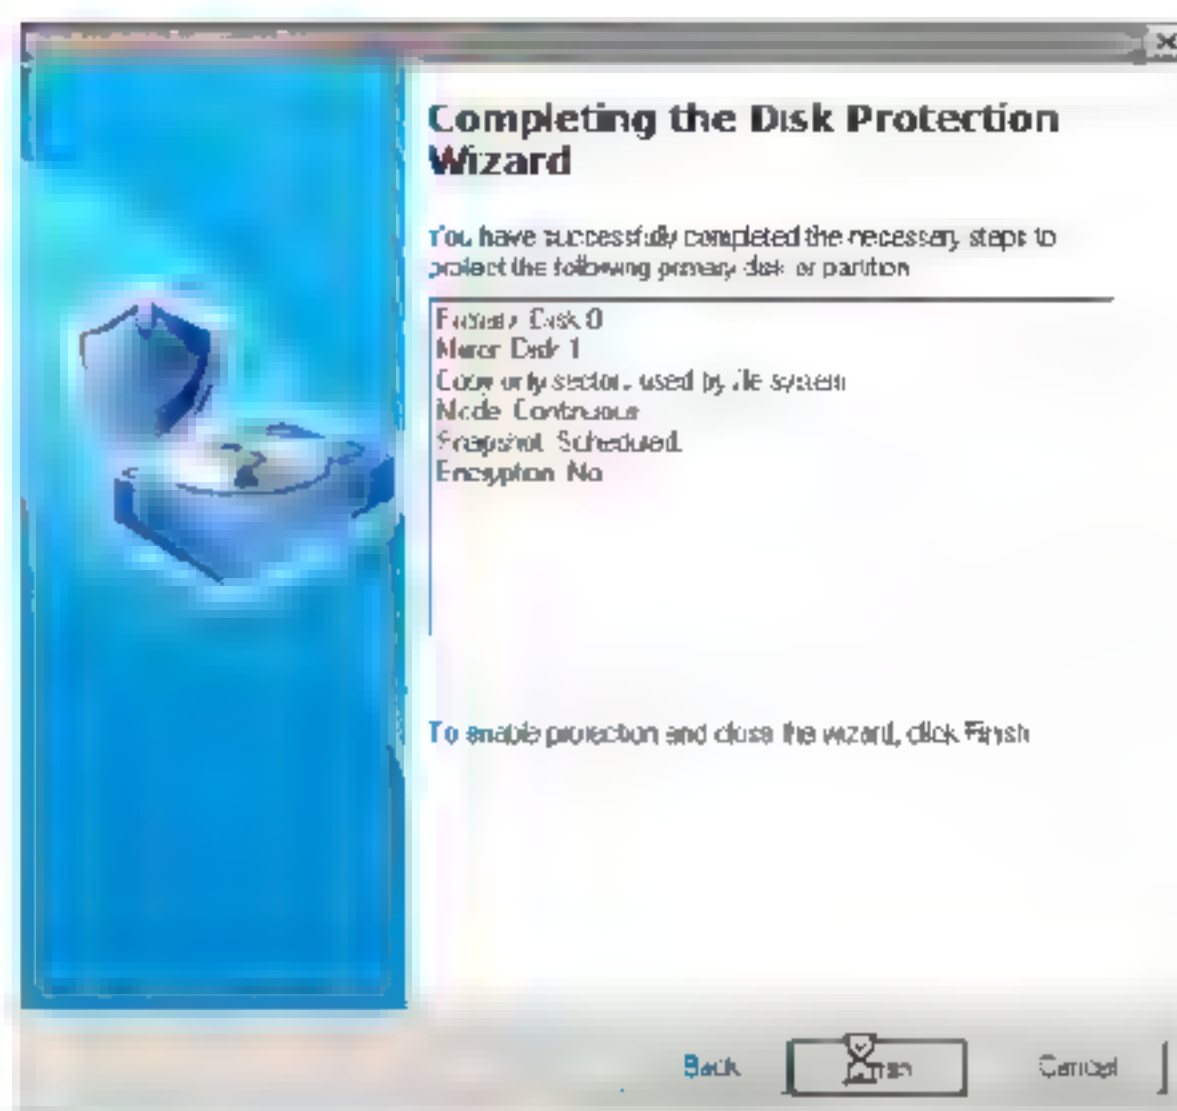 Completing the Disk Protection
Wizard
You have successfully completed the necessary steps to
protect the following primary disk or partition
Primary Disk 0
Mirror Disk 1
Copy only sectors used by file system
Mode Continuous
Snapshot Scheduled
Encryption No
To enable protection and close the wizard, click Finish
Back
Finish
Cancel